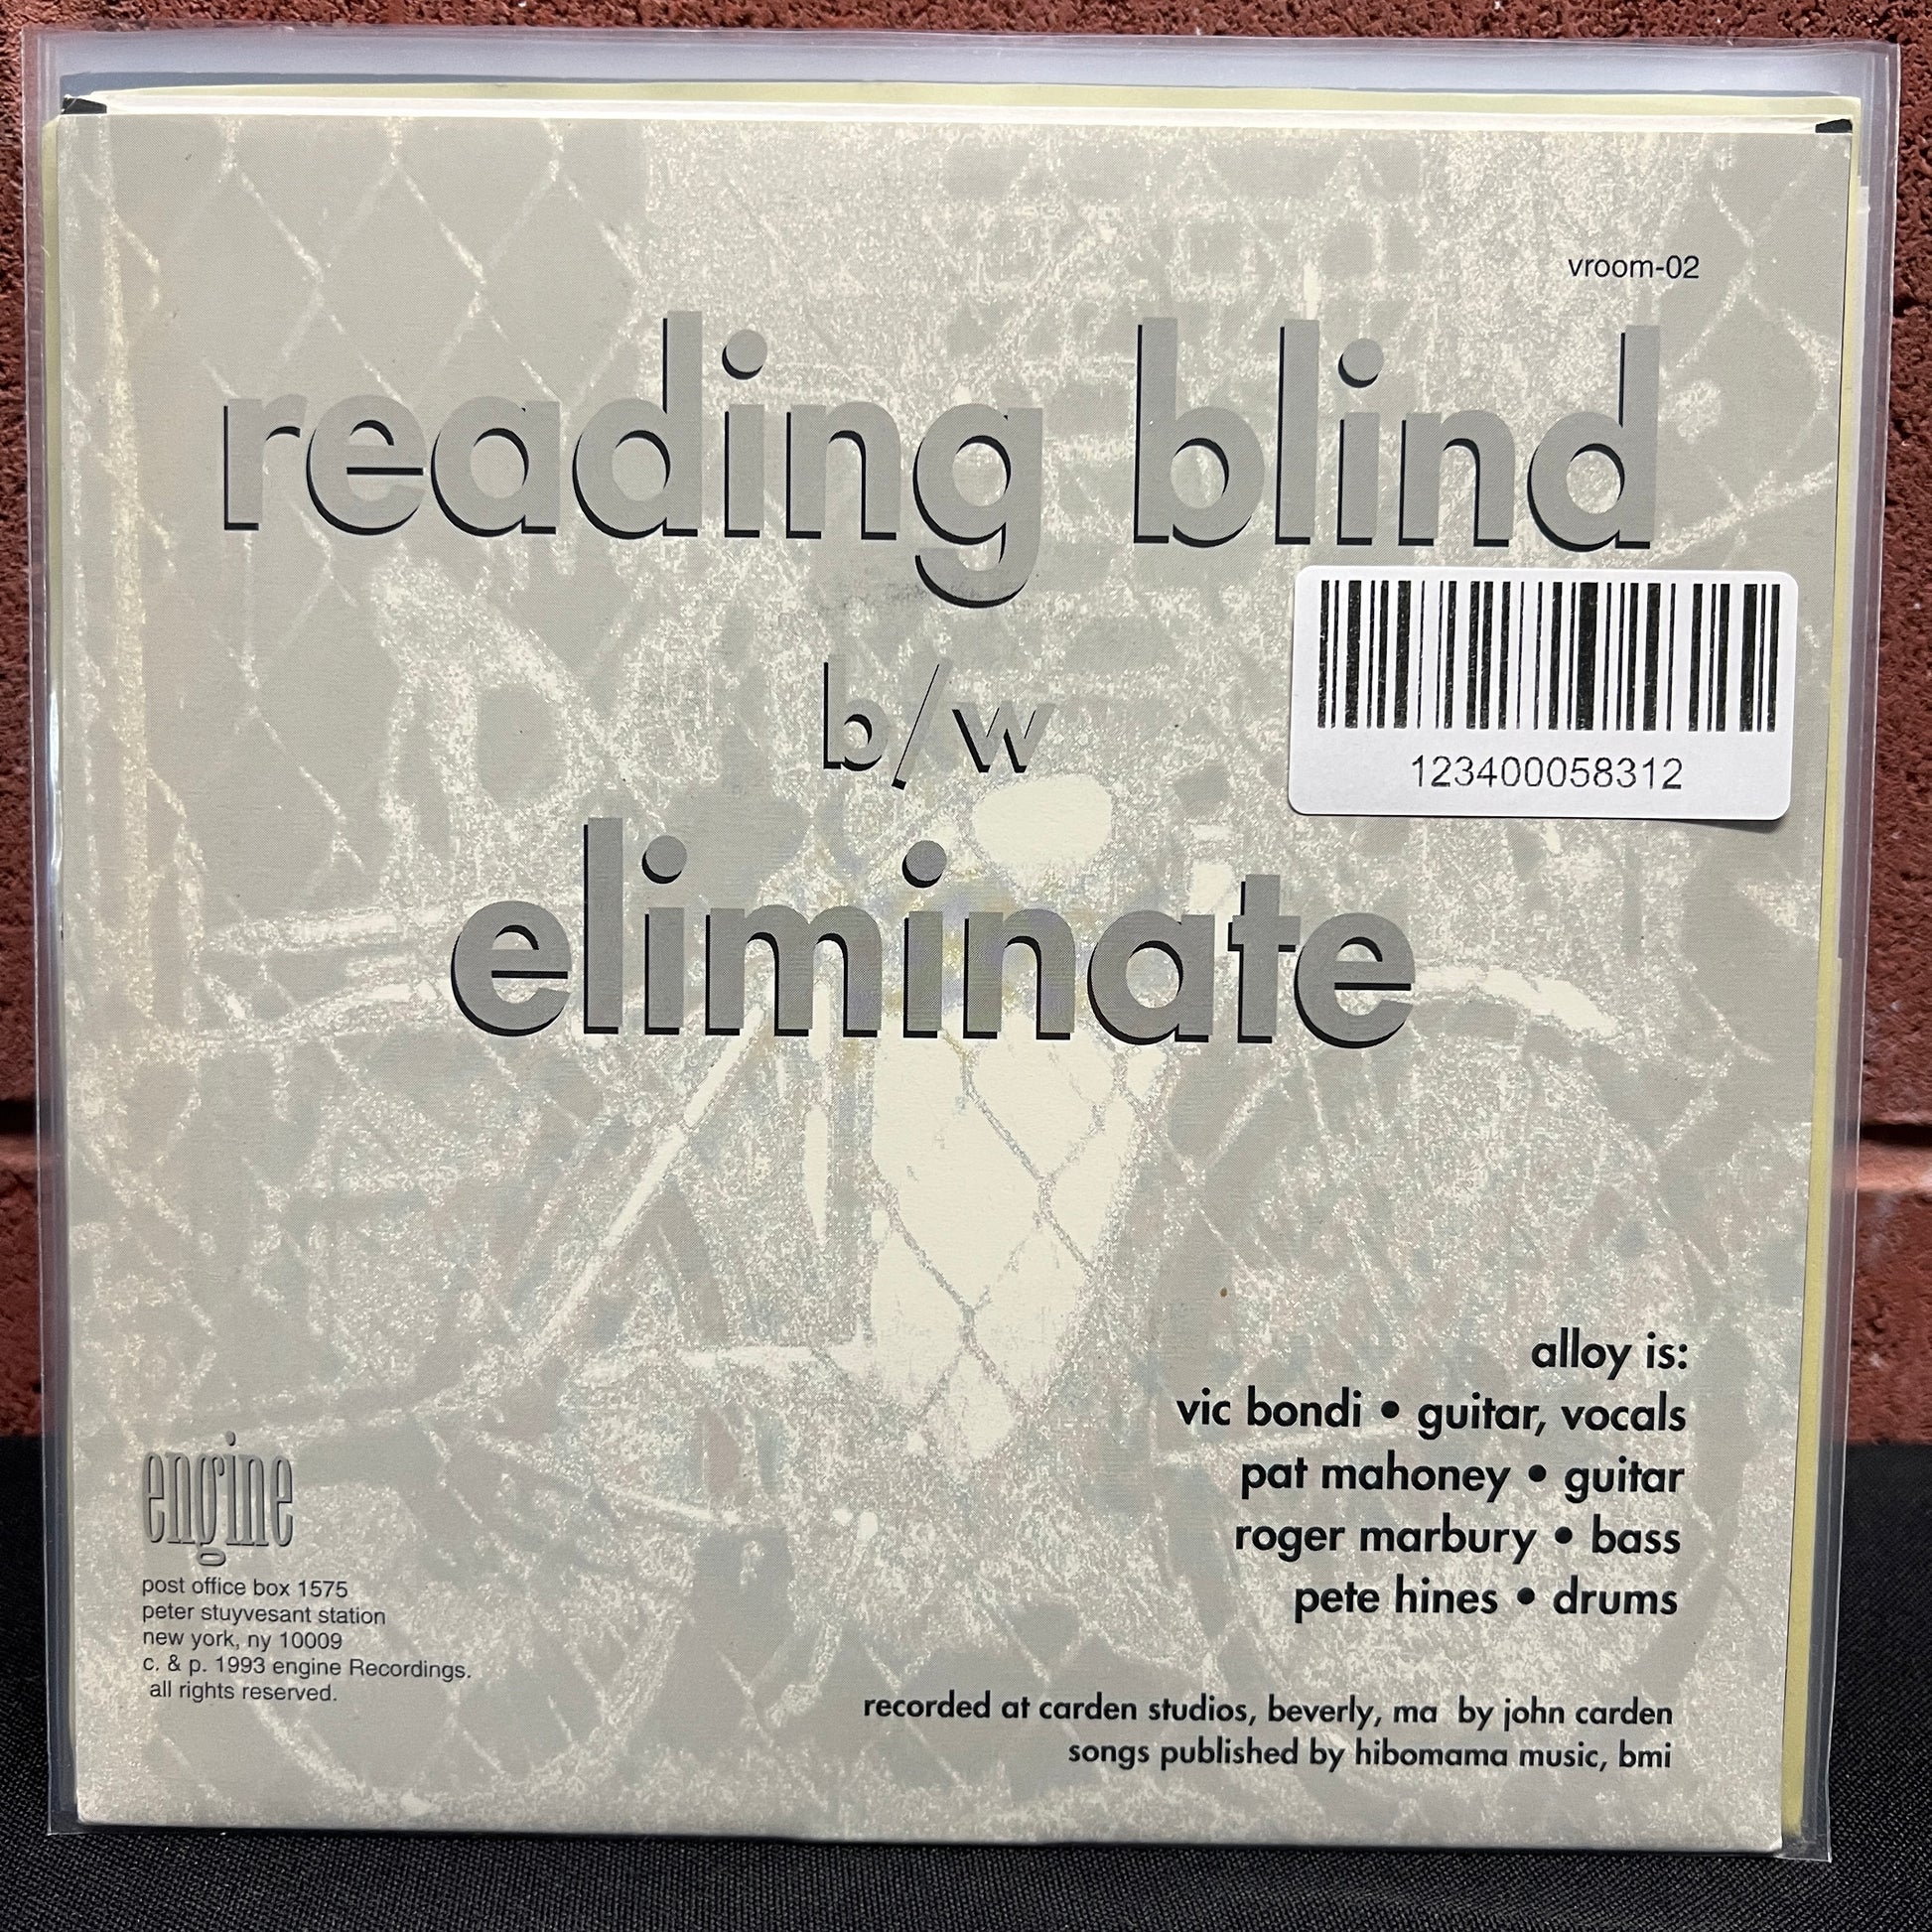 vroom-02
reading blind
b/w
eliminate
123400058312
alloy is:
vic bondi • guitar, vocals
pat mahoney • guitar
roger marbury • bass
pete hines • drums
engine
post office box 1575
peter stuyvesant station
new york, ny 10009
c. & p. 1993 engine Recordings.
all rights reserved.
recorded at carden studios, beverly, ma by john carden
songs published by hibomama music, bmi